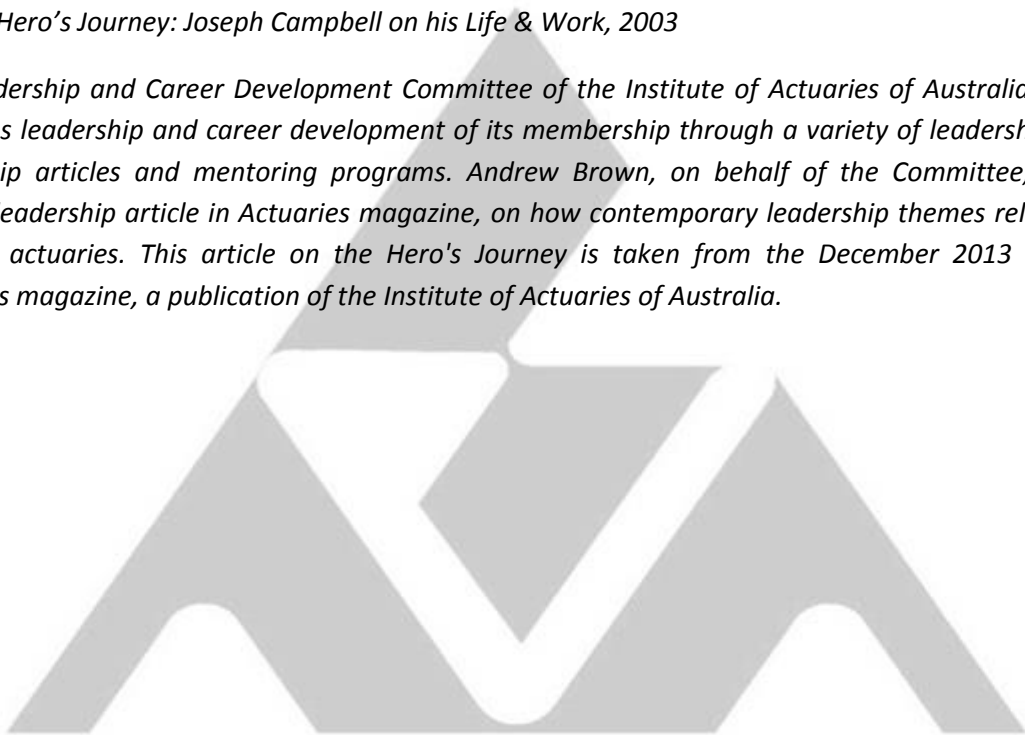 Hero’s Journey: Joseph Campbell on his Life & Work, 2003
dership and Career Development Committee of the Institute of Actuaries of Australia
s leadership and career development of its membership through a variety of leadersh
ip articles and mentoring programs. Andrew Brown, on behalf of the Committee,
leadership article in Actuaries magazine, on how contemporary leadership themes rel
actuaries. This article on the Hero's Journey is taken from the December 2013
s magazine, a publication of the Institute of Actuaries of Australia.